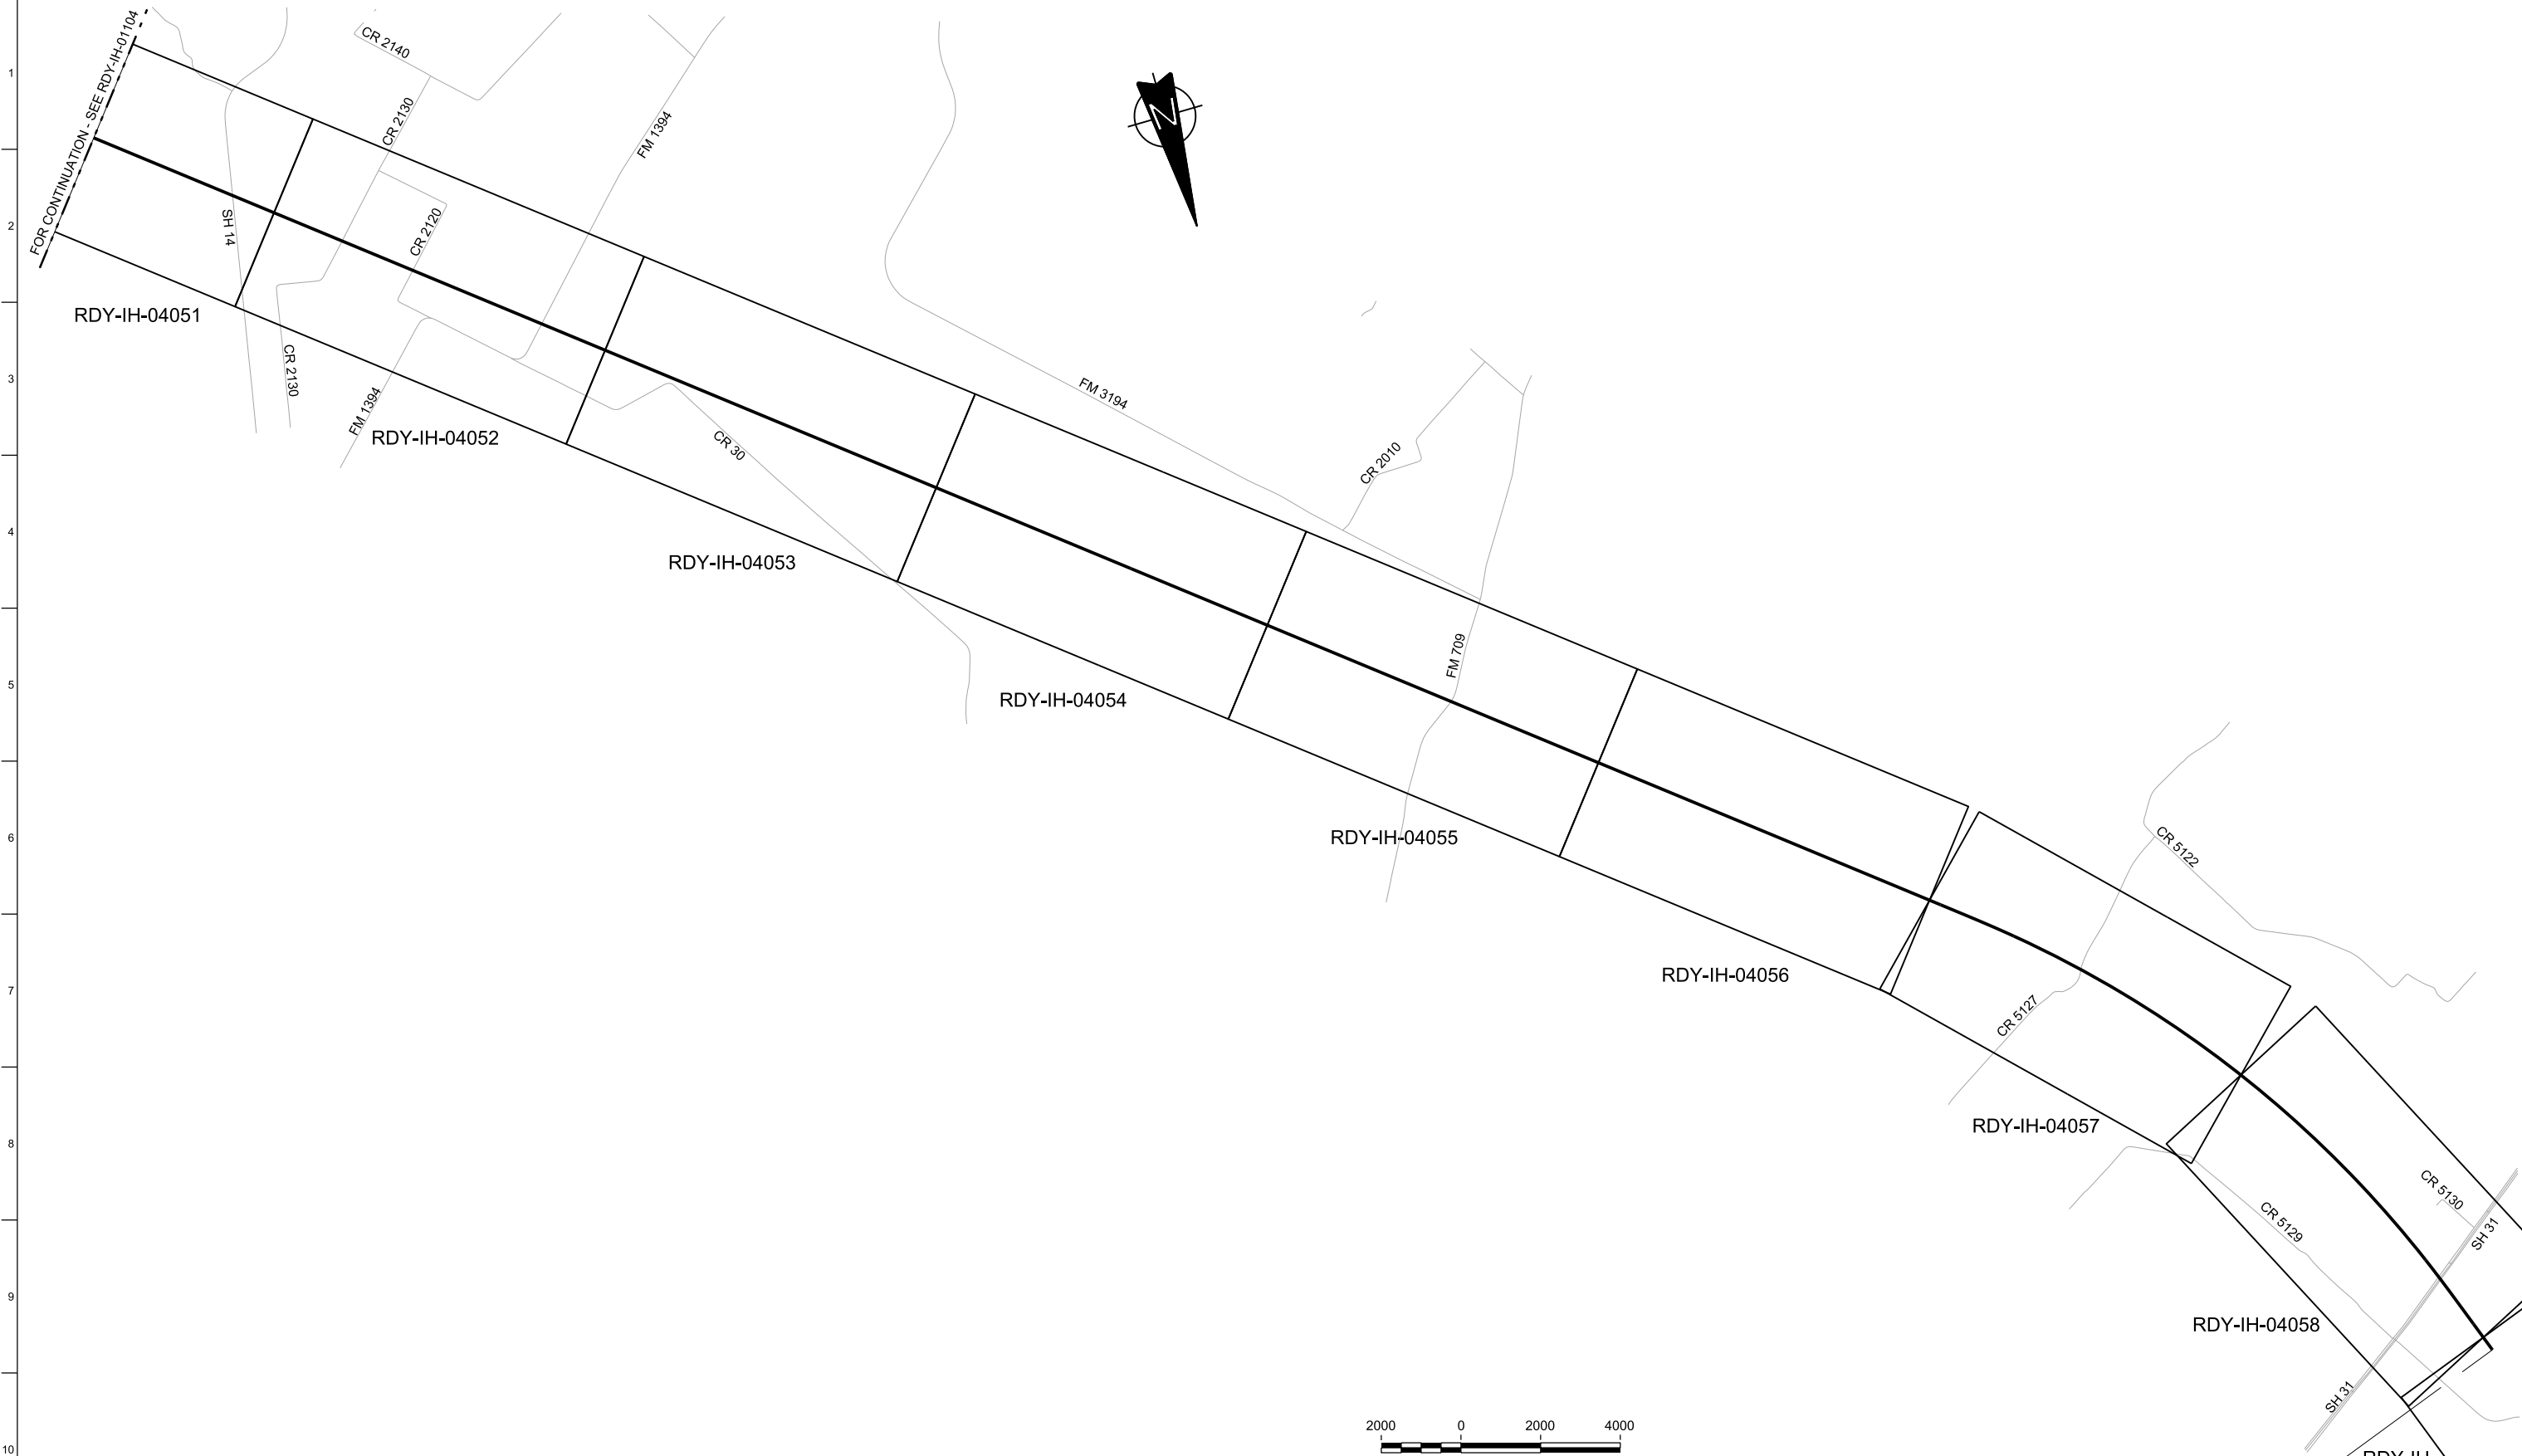 FOR CONTINUATION - SEE RDY-IH-01104
CR 2140
1
CR 2130
FM 1394
N
2
SH 14
CR 2120
RDY-IH-04051
CR 2130
3
FM 1394
FM 3194
RDY-IH-04052
CR 30
CR 2010
4
RDY-IH-04053
FM 709
5
RDY-IH-04054
6
RDY-IH-04055
CR 5122
7
RDY-IH-04056
CR 5127
8
RDY-IH-04057
CR 5130
CR 5129
SH 31
9
RDY-IH-04058
SH 31
2000 0 2000 4000
10